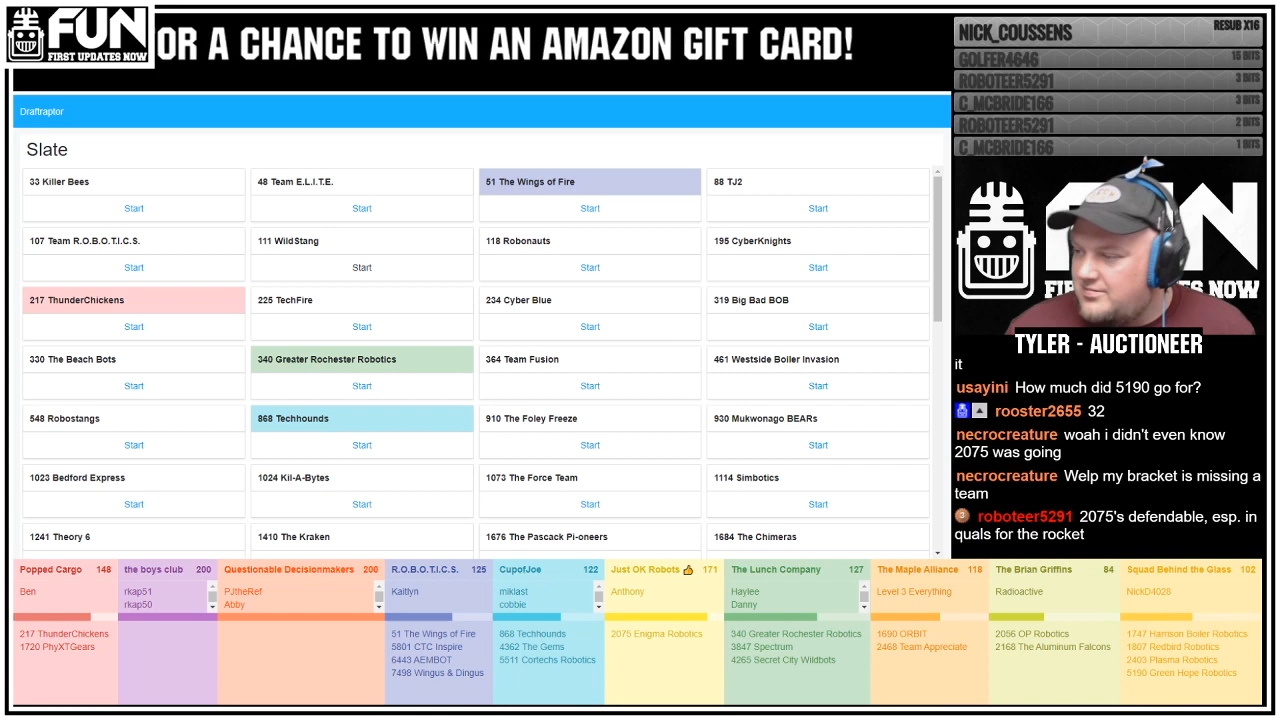 FUN
FIRST UPDATES NOW
OR A CHANCE TO WIN AN AMAZON GIFT CARD!
NICK_COUSSENS RESUB X16
GOLFER4646 15 BITS
ROBOTEER5291 3 BITS
C_MCBRIDE166 3 BITS
ROBOTEER5291 2 BITS
C_MCBRIDE166 1 BITS
Draftraptor
Slate
33 Killer Bees
48 Team E.L.I.T.E.
51 The Wings of Fire
88 TJ2
Start
Start
Start
Start
107 Team R.O.B.O.T.I.C.S.
111 WildStang
118 Robonauts
195 CyberKnights
Start
Start
Start
Start
217 ThunderChickens
225 TechFire
234 Cyber Blue
319 Big Bad BOB
Start
Start
Start
Start
330 The Beach Bots
340 Greater Rochester Robotics
364 Team Fusion
461 Westside Boiler Invasion
Start
Start
Start
Start
548 Robostangs
868 Techhounds
910 The Foley Freeze
930 Mukwonago BEARs
Start
Start
Start
Start
1023 Bedford Express
1024 Kil-A-Bytes
1073 The Force Team
1114 Simbotics
Start
Start
Start
Start
1241 Theory 6
1410 The Kraken
1676 The Pascack Pi-oneers
1684 The Chimeras
TYLER - AUCTIONEER
it
usayini How much did 5190 go for?
rooster2655 32
necrocreature woah i didn't even know
2075 was going
necrocreature Welp my bracket is missing a
team
3 roboteer5291 2075's defendable, esp. in
quals for the rocket
Popped Cargo 148
Ben
217 ThunderChickens
1720 PhyXTGears
the boys club 200
rkap51
rkap50
Questionable Decisionmakers 200
PJtheRef
Abby
R.O.B.O.T.I.C.S. 125
Kaitlyn
51 The Wings of Fire
5801 CTC Inspire
6443 AEMBOT
7498 Wingus & Dingus
CupofJoe 122
miklast
cobbie
868 Techhounds
4362 The Gems
5511 Cortechs Robotics
Just OK Robots 👍 171
Anthony
2075 Enigma Robotics
The Lunch Company 127
Haylee
Danny
340 Greater Rochester Robotics
3847 Spectrum
4265 Secret City Wildbots
The Maple Alliance 118
Level 3 Everything
1690 ORBIT
2468 Team Appreciate
The Brian Griffins 84
Radioactive
2056 OP Robotics
2168 The Aluminum Falcons
Squad Behind the Glass 102
NickD4028
1747 Harrison Boiler Robotics
1807 Redbird Robotics
2403 Plasma Robotics
5190 Green Hope Robotics